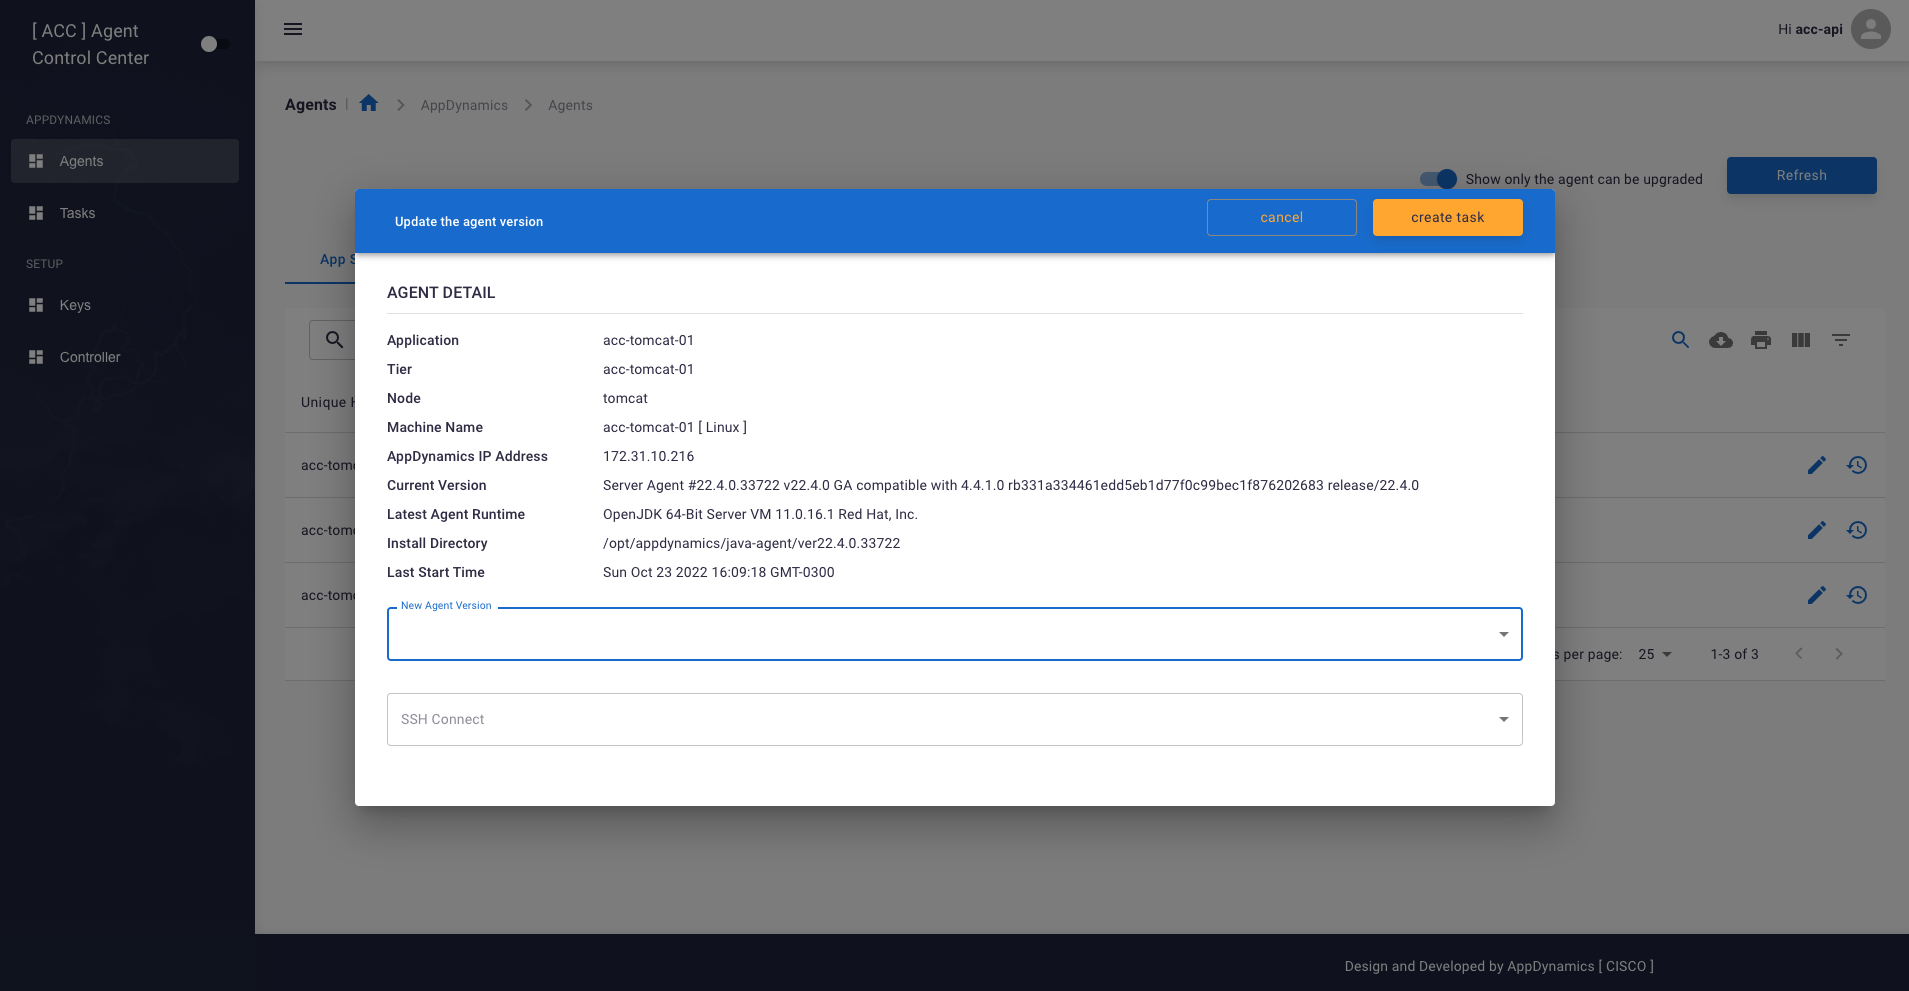 [ ACC ] Agent
Control Center
Hi acc-api
APPDYNAMICS
Agents
Tasks
SETUP
Keys
Controller
Agents | AppDynamics Agents
Show only the agent can be upgraded
Refresh
App S
Update the agent version
cancel
create task
AGENT DETAIL
Application acc-tomcat-01
Tier acc-tomcat-01
Node tomcat
Machine Name acc-tomcat-01 [ Linux ]
AppDynamics IP Address 172.31.10.216
Current Version Server Agent #22.4.0.33722 v22.4.0 GA compatible with 4.4.1.0 rb331a334461edd5eb1d77f0c99bec1f876202683 release/22.4.0
Latest Agent Runtime OpenJDK 64-Bit Server VM 11.0.16.1 Red Hat, Inc.
Install Directory /opt/appdynamics/java-agent/ver22.4.0.33722
Last Start Time Sun Oct 23 2022 16:09:18 GMT-0300
New Agent Version
SSH Connect
Unique H
acc-tomc
acc-tomc
acc-tomc
s per page: 25 1-3 of 3
Design and Developed by AppDynamics [ CISCO ]